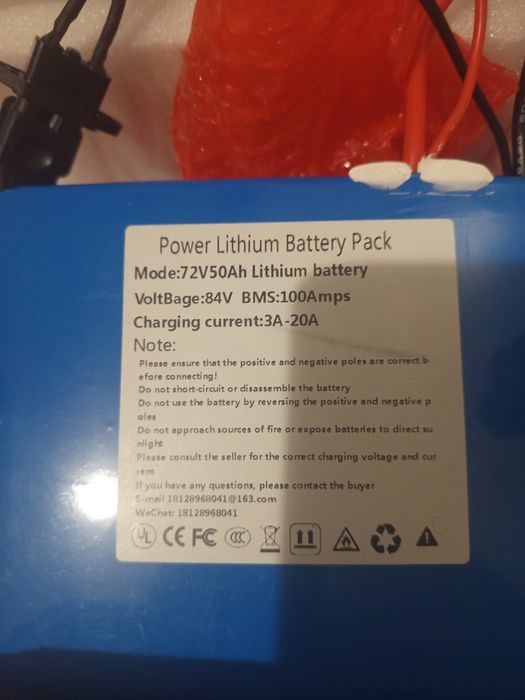 Power Lithium Battery Pack
Mode:72V50Ah Lithium battery
VoltBage:84V BMS:100Amps
Charging current:3A-20A
Note:
Please ensure that the positive and negative poles are correct b
efore connecting!
Do not short-circuit or disassemble the battery
Do not use the battery by reversing the positive and negative p
oles
Do not approach sources of fire or expose batteries to direct su
nlight
Please consult the seller for the correct charging voltage and cur
rent
If you have any questions, please contact the buyer
E-mail 18128968041@163.com
WeChat: 18128968041
UL CE FC CCC